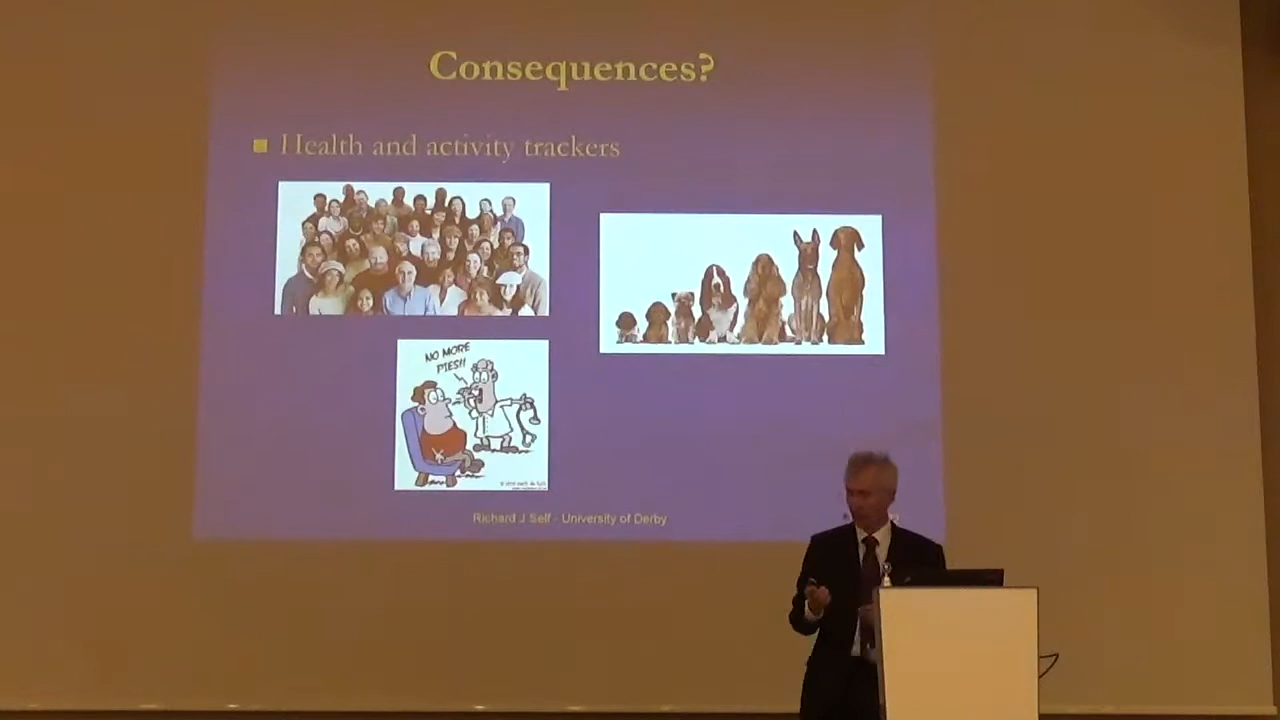 Consequences?
Health and activity trackers
NO MORE
PIES!!
Richard J Self - University of Derby